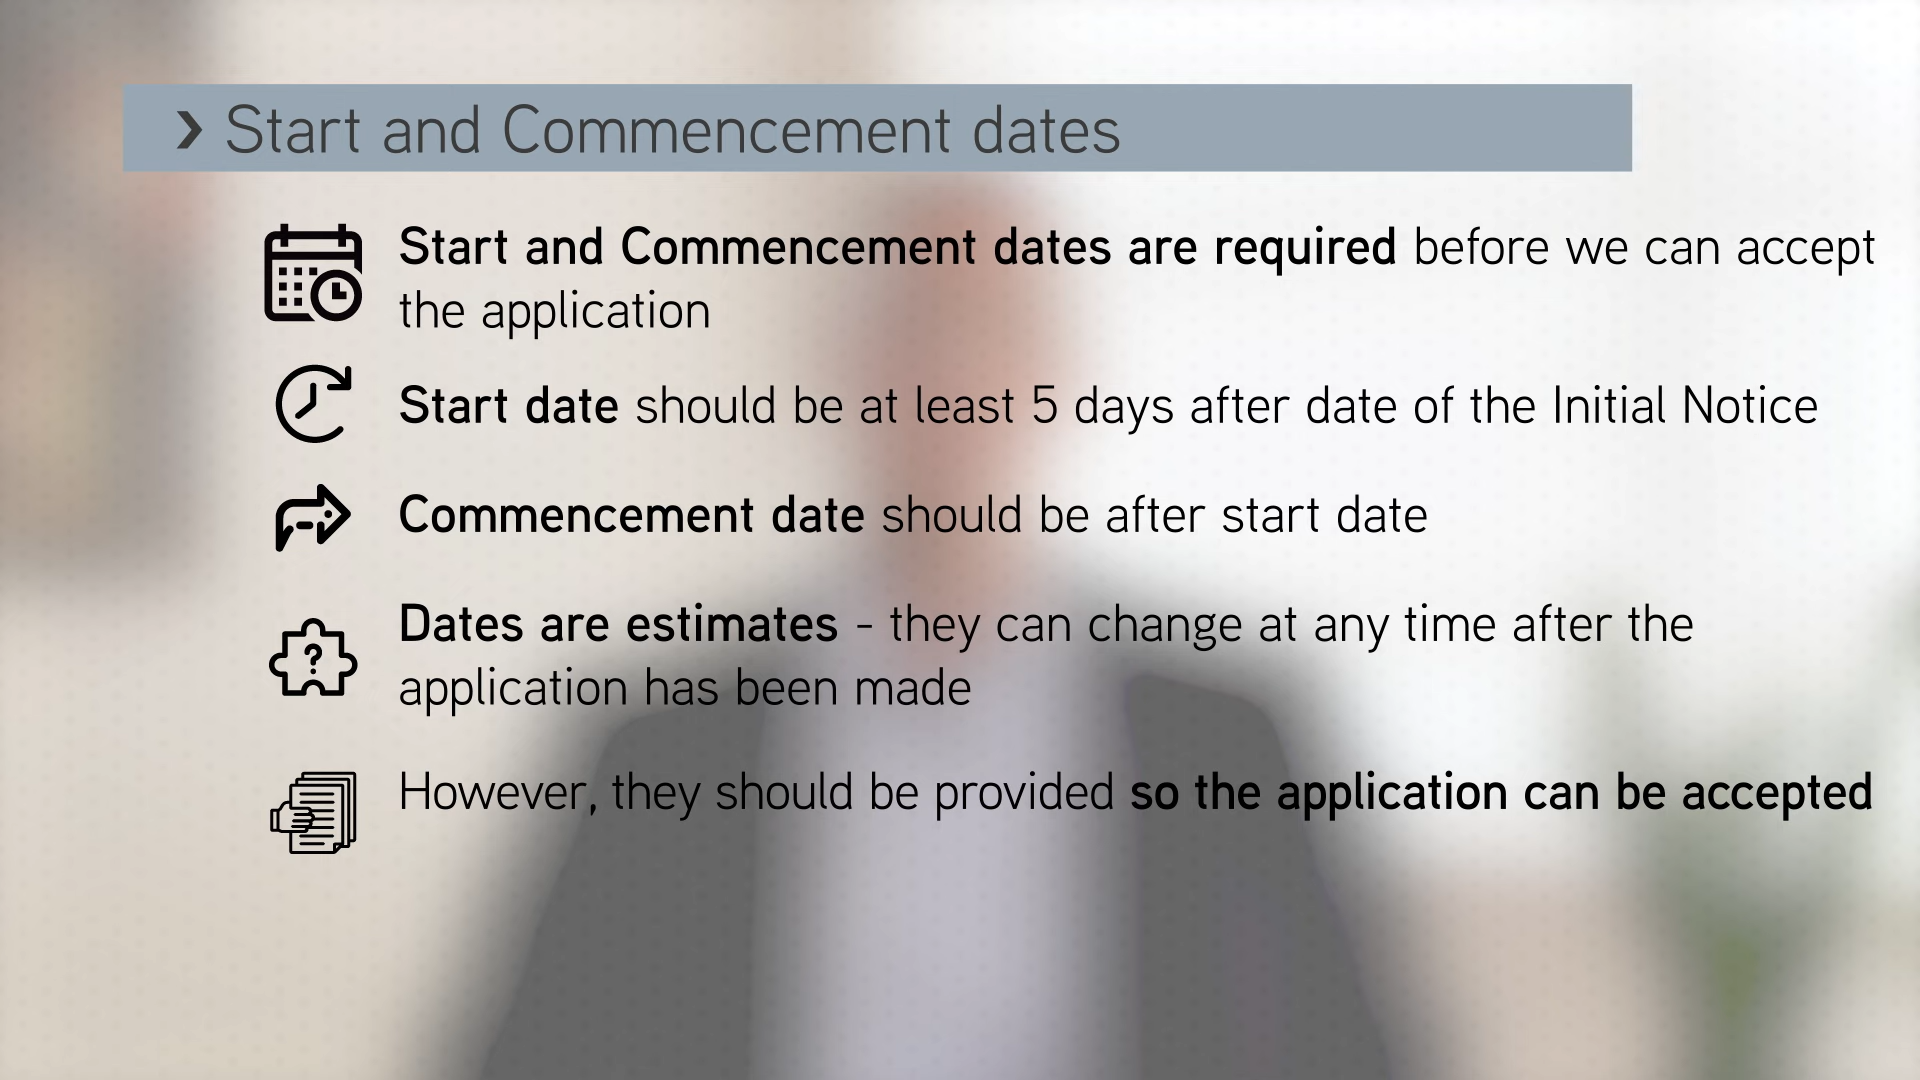 Start and Commencement dates
Start and Commencement dates are required before we can accept
the application
Start date should be at least 5 days after date of the Initial Notice
Commencement date should be after start date
Dates are estimates - they can change at any time after the
application has been made
However, they should be provided so the application can be accepted